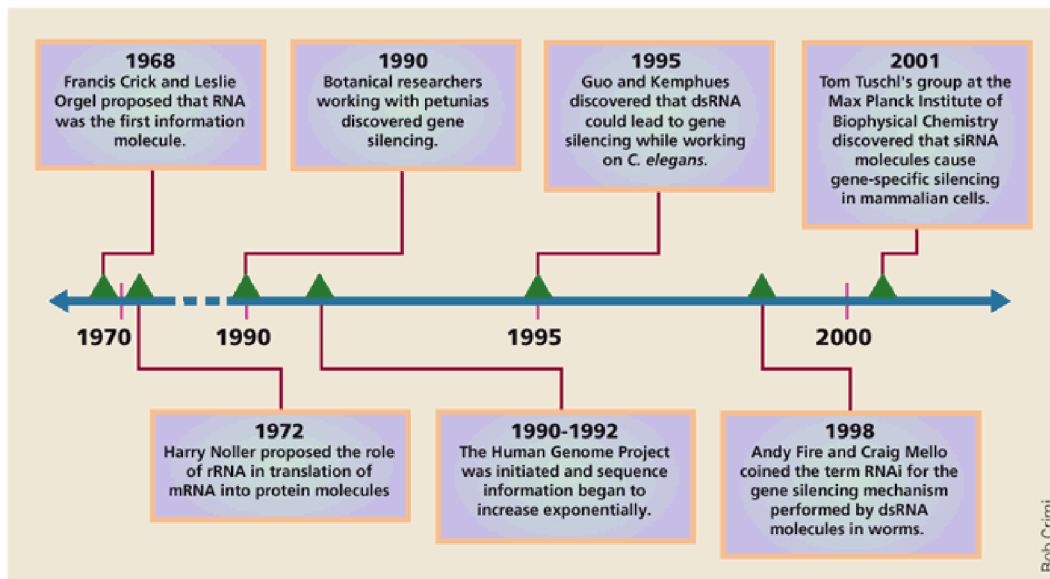 1968
Francis Crick and Leslie
Orgel proposed that RNA
was the first information
molecule.
1990
Botanical researchers
working with petunias
discovered gene
silencing.
1995
Guo and Kemphues
discovered that dsRNA
could lead to gene
silencing while working
on C. elegans.
2001
Tom Tuschl's group at the
Max Planck Institute of
Biophysical Chemistry
discovered that siRNA
molecules cause
gene-specific silencing
in mammalian cells.
1970
1990
1995
2000
1972
Harry Noller proposed the role
of rRNA in translation of
mRNA into protein molecules
1990-1992
The Human Genome Project
was initiated and sequence
information began to
increase exponentially.
1998
Andy Fire and Craig Mello
coined the term RNAi for the
gene silencing mechanism
performed by dsRNA
molecules in worms.
Bob Crimi